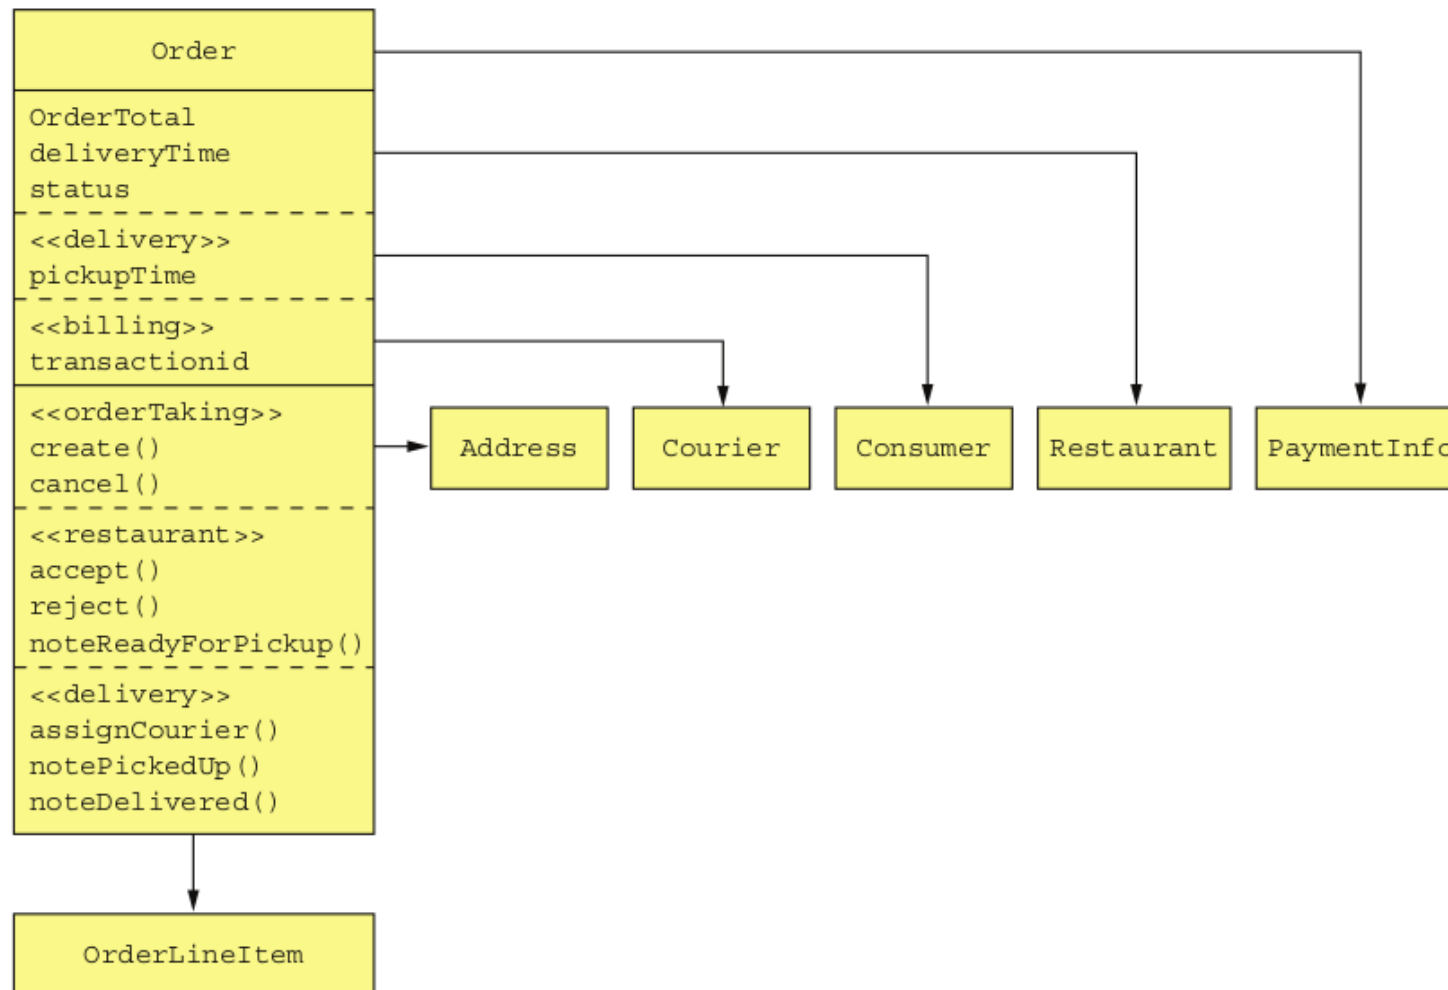 Order
OrderTotal
deliveryTime
status
<<delivery>>
pickupTime
<<billing>>
transactionid
<<orderTaking>>
create()
cancel()
<<restaurant>>
accept()
reject()
noteReadyForPickup()
<<delivery>>
assignCourier()
notePickedUp()
noteDelivered()
Address
Courier
Consumer
Restaurant
PaymentInfo
OrderLineItem